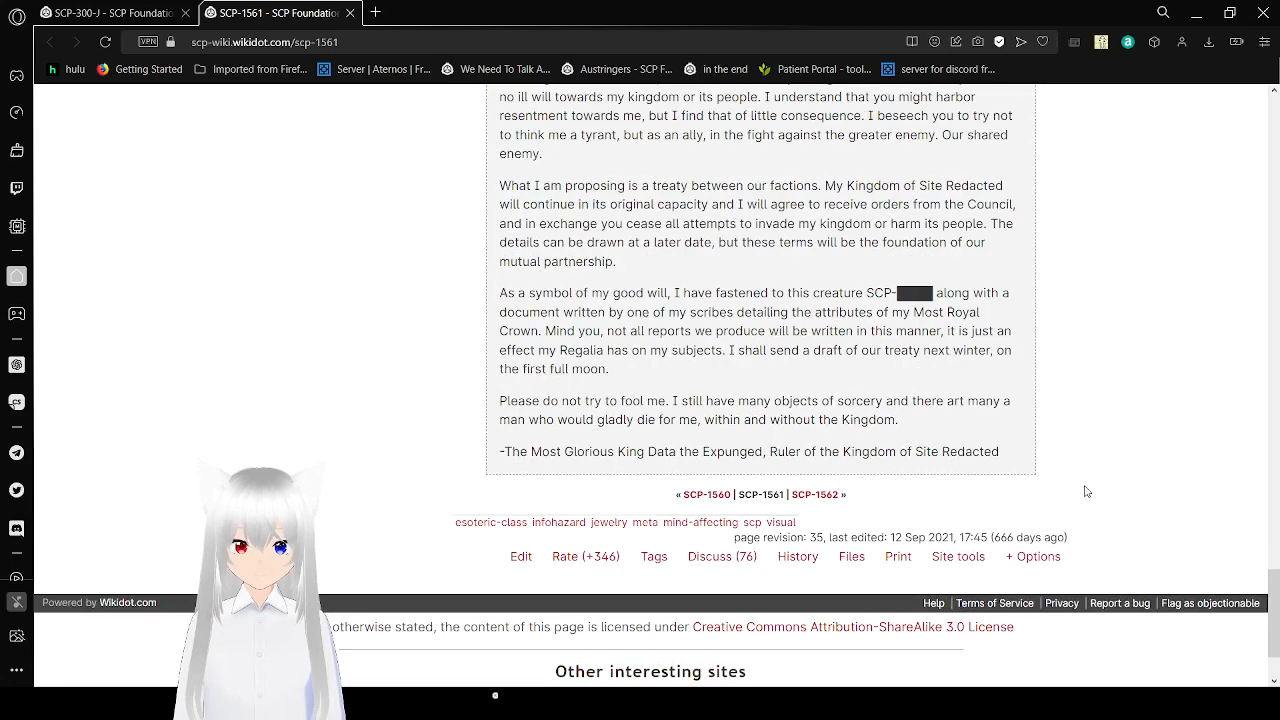 SCP-300-J - SCP Foundatio
SCP-1561 - SCP Foundation
VPN scp-wiki.wikidot.com/scp-1561
hulu Getting Started Imported from Firef... Server | Aternos | Fr... We Need To Talk A... Austringers - SCP F... in the end Patient Portal - tool... server for discord fr...
no ill will towards my kingdom or its people. I understand that you might harbor
resentment towards me, but I find that of little consequence. I beseech you to try not
to think me a tyrant, but as an ally, in the fight against the greater enemy. Our shared
enemy.
What I am proposing is a treaty between our factions. My Kingdom of Site Redacted
will continue in its original capacity and I will agree to receive orders from the Council,
and in exchange you cease all attempts to invade my kingdom or harm its people. The
details can be drawn at a later date, but these terms will be the foundation of our
mutual partnership.
As a symbol of my good will, I have fastened to this creature SCP-████ along with a
document written by one of my scribes detailing the attributes of my Most Royal
Crown. Mind you, not all reports we produce will be written in this manner, it is just an
effect my Regalia has on my subjects. I shall send a draft of our treaty next winter, on
the first full moon.
Please do not try to fool me. I still have many objects of sorcery and there art many a
man who would gladly die for me, within and without the Kingdom.
-The Most Glorious King Data the Expunged, Ruler of the Kingdom of Site Redacted
« SCP-1560 | SCP-1561 | SCP-1562 »
esoteric-class infohazard jewelry meta mind-affecting scp visual
page revision: 35, last edited: 12 Sep 2021, 17:45 (666 days ago)
Edit Rate (+346) Tags Discuss (76) History Files Print Site tools + Options
Powered by Wikidot.com Help | Terms of Service | Privacy | Report a bug | Flag as objectionable
otherwise stated, the content of this page is licensed under Creative Commons Attribution-ShareAlike 3.0 License
Other interesting sites